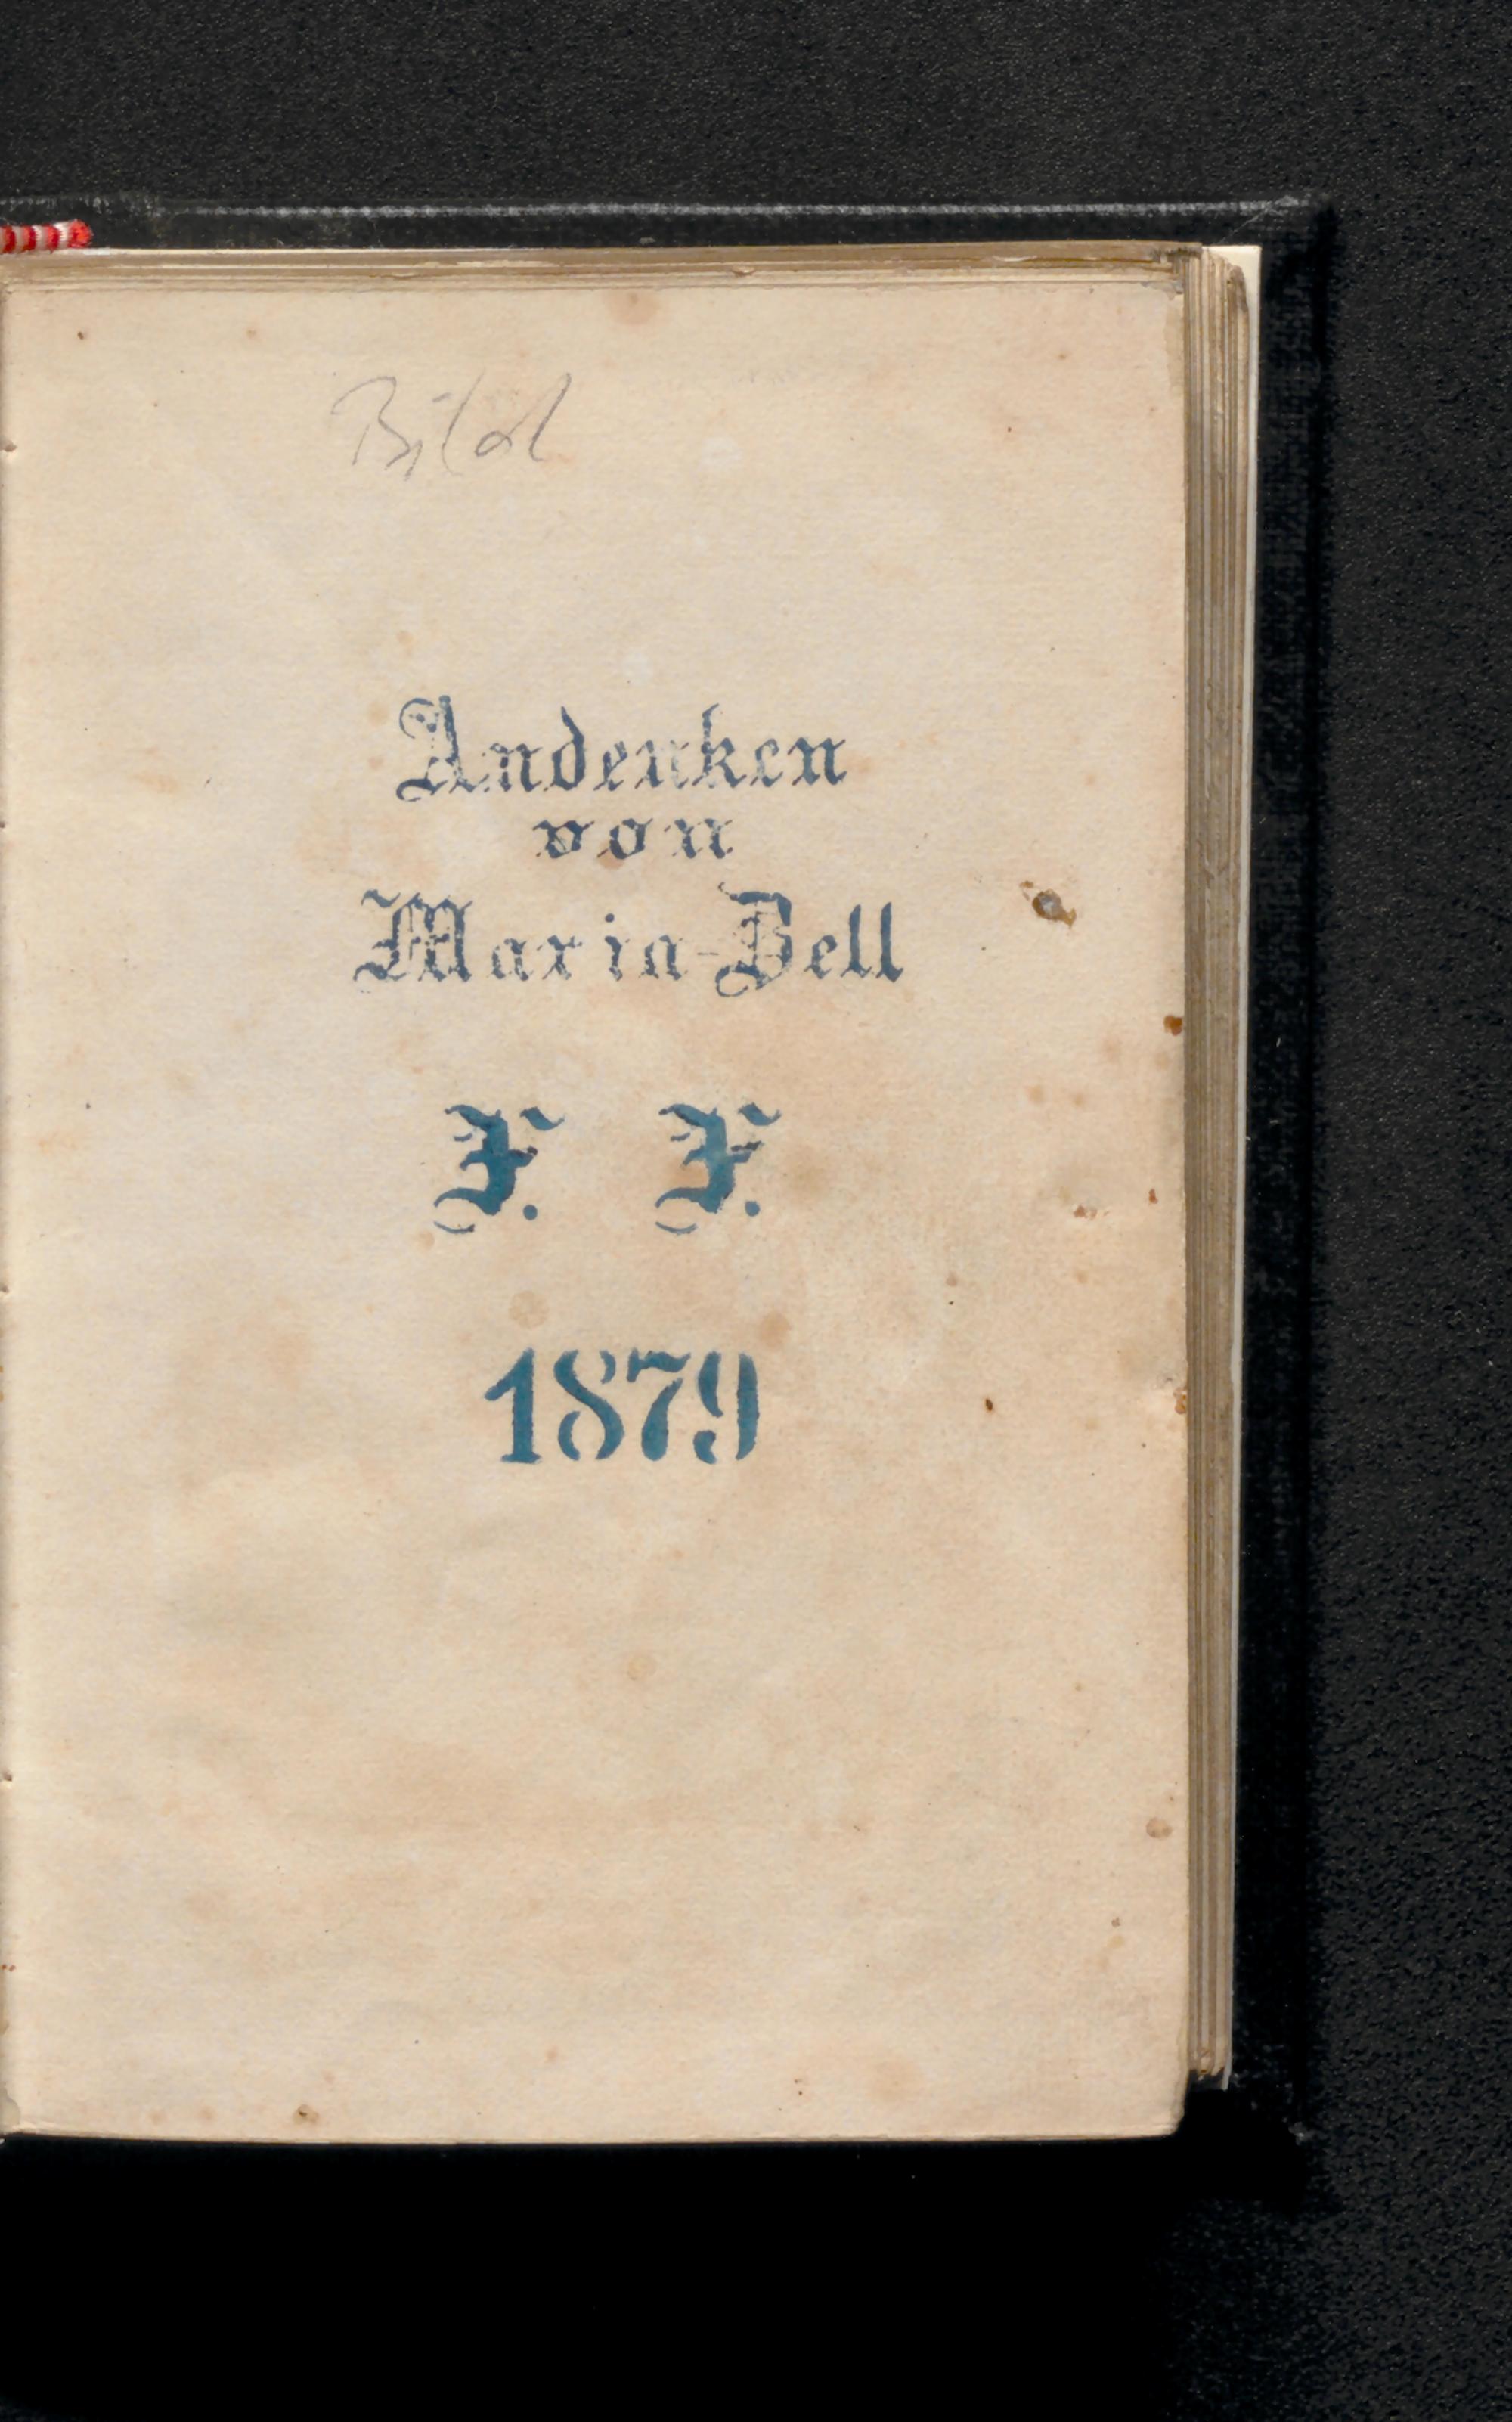 Bild
Andenken
von
Maria-Zell
F. F.
1879